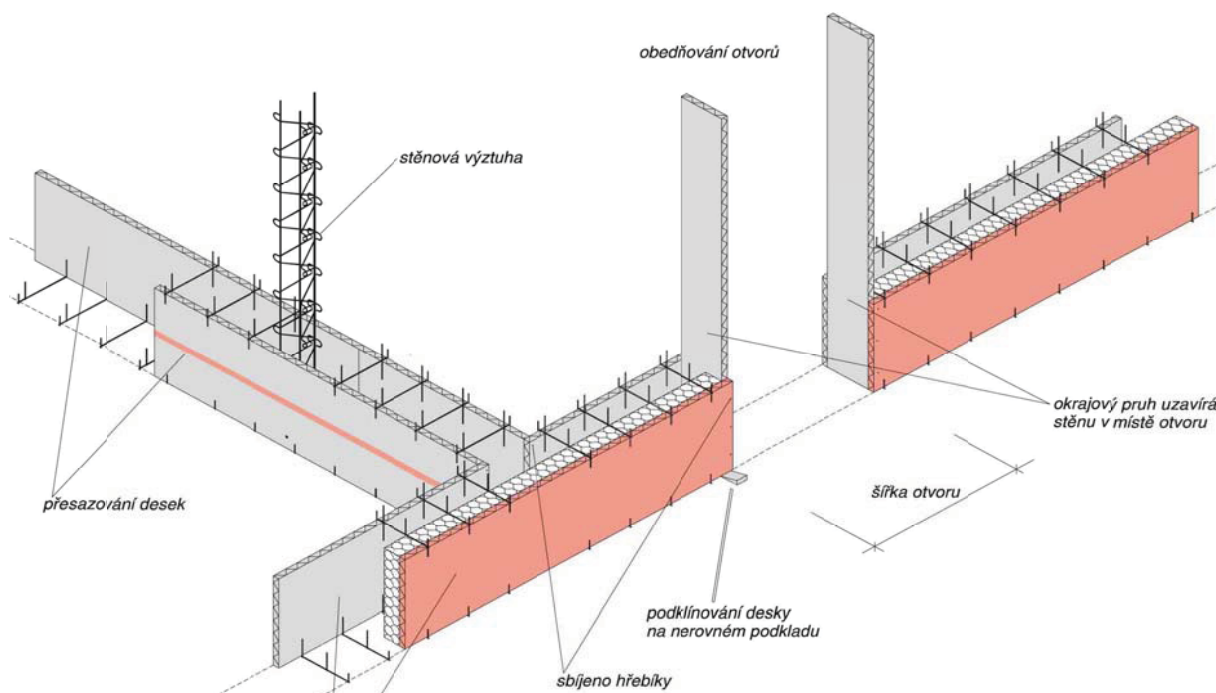 obedňování otvorů
stěnová výztuha
okrajový pruh uzavírá
stěnu v místě otvoru
šířka otvoru
přesazování desek
podklínování desky
na nerovném podkladu
sbíjeno hřebíky